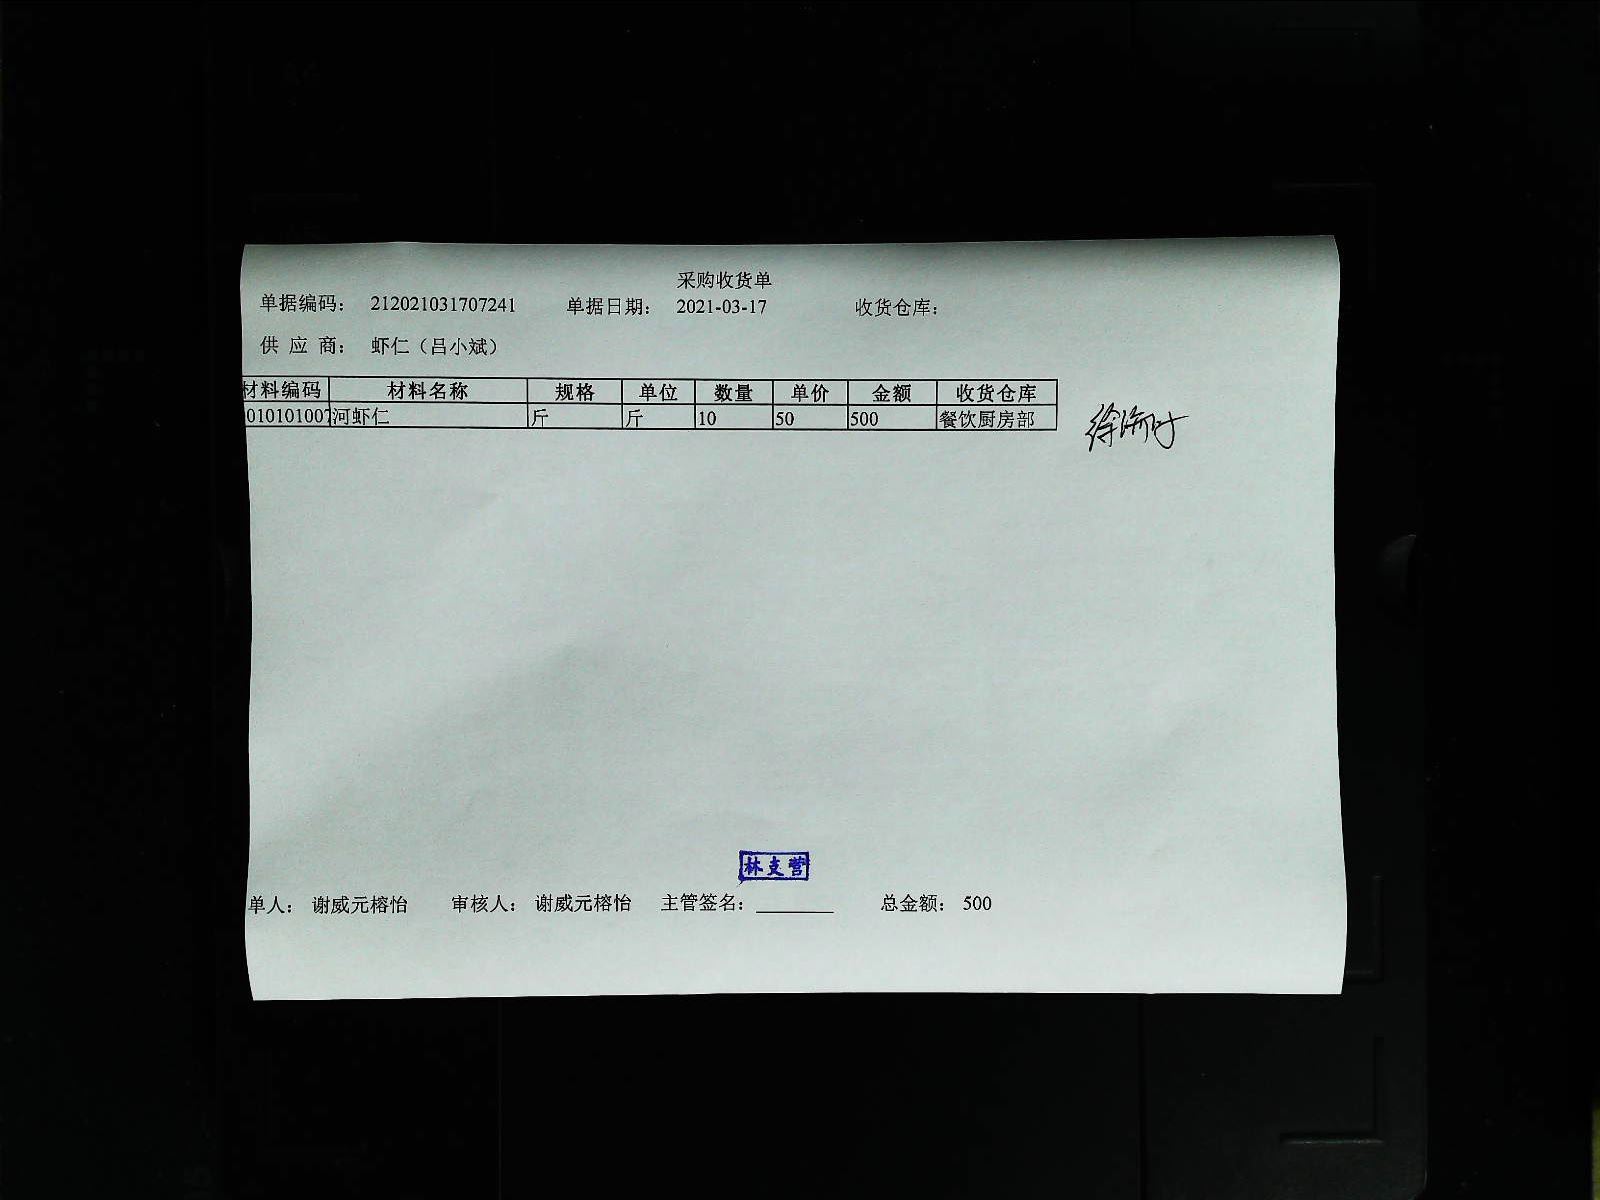 采购收货单
单据编码： 212021031707241 单据日期： 2021-03-17 收货仓库：
供 应 商： 虾仁（吕小斌）
材料编码 材料名称 规格 单位 数量 单价 金额 收货仓库
010101007 河虾仁 斤 斤 10 50 500 餐饮厨房部
林支营
单人： 谢威元榕怡 审核人： 谢威元榕怡 主管签名： 总金额： 500